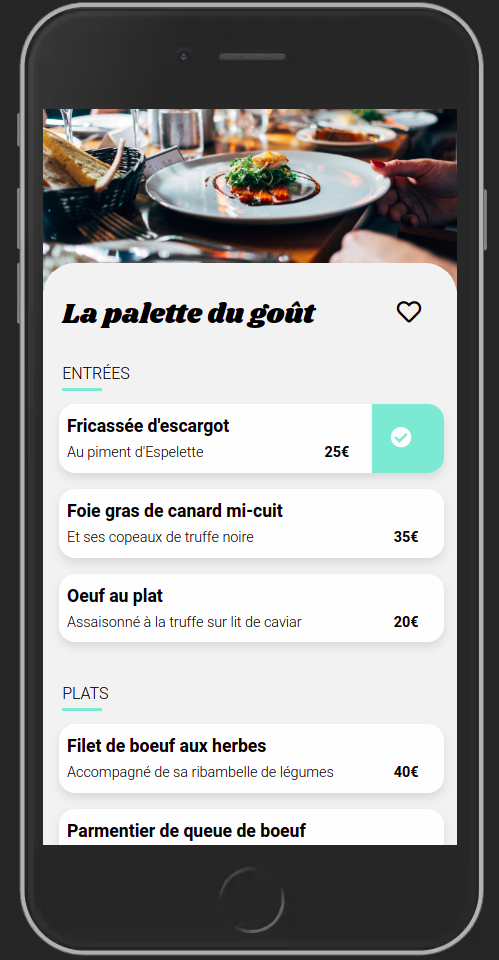 La palette du goût
ENTRÉES
Fricassée d'escargot
Au piment d'Espelette 25€
Foie gras de canard mi-cuit
Et ses copeaux de truffe noire 35€
Oeuf au plat
Assaisonné à la truffe sur lit de caviar 20€
PLATS
Filet de boeuf aux herbes
Accompagné de sa ribambelle de légumes 40€
Parmentier de queue de boeuf